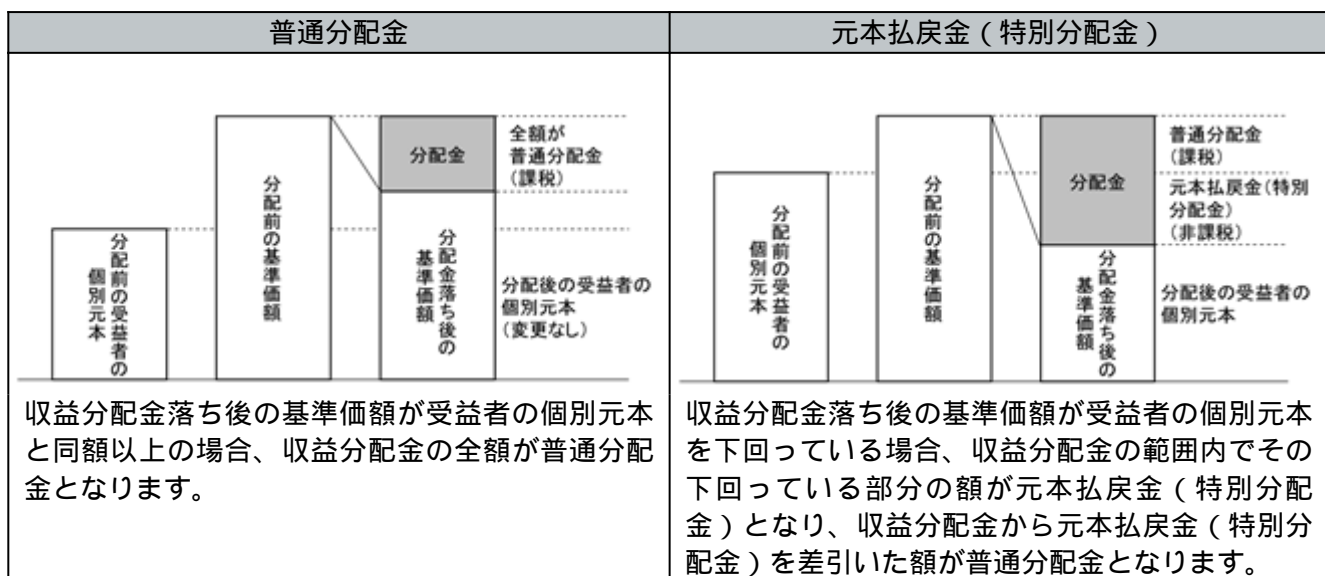 普通分配金
全額が
普通分配金
(課税)
分配金
分配前の受益者の
個別元本
分配前の基準価額
分配金落ち後の
基準価額
分配後の受益者の
個別元本
(変更なし)
収益分配金落ち後の基準価額が受益者の個別元本
と同額以上の場合、収益分配金の全額が普通分配
金となります。
元本払戻金(特別分配金)
普通分配金
(課税)
元本払戻金(特別
分配金)
(非課税)
分配金
分配前の受益者の
個別元本
分配前の基準価額
分配金落ち後の
基準価額
分配後の受益者の
個別元本
収益分配金落ち後の基準価額が受益者の個別元本
を下回っている場合、収益分配金の範囲内でその
下回っている部分の額が元本払戻金(特別分配
金)となり、収益分配金から元本払戻金(特別分
配金)を差引いた額が普通分配金となります。